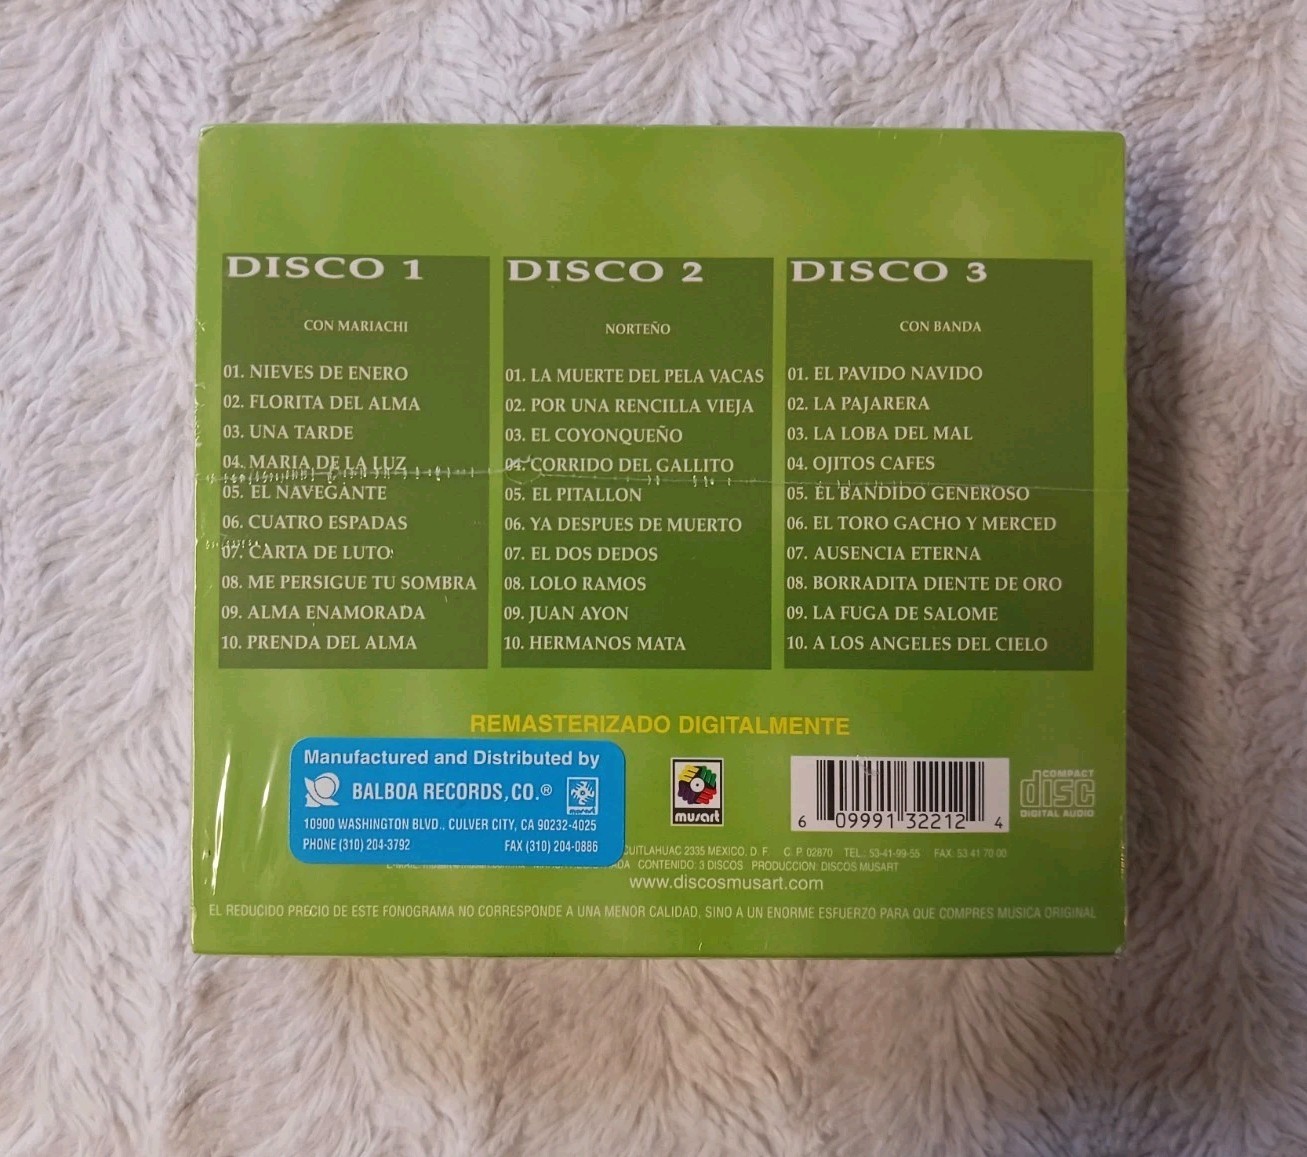 DISCO 1
CON MARIACHI
01. NIEVES DE ENERO
02. FLORITA DEL ALMA
03. UNA TARDE
04. MARIA DE LA LUZ
05. EL NAVEGANTE
06. CUATRO ESPADAS
07. CARTA DE LUTO
08. ME PERSIGUE TU SOMBRA
09. ALMA ENAMORADA
10. PRENDA DEL ALMA
DISCO 2
NORTEÑO
01. LA MUERTE DEL PELA VACAS
02. POR UNA RENCILLA VIEJA
03. EL COYONQUEÑO
04. CORRIDO DEL GALLITO
05. EL PITALLON
06. YA DESPUES DE MUERTO
07. EL DOS DEDOS
08. LOLO RAMOS
09. JUAN AYON
10. HERMANOS MATA
DISCO 3
CON BANDA
01. EL PAVIDO NAVIDO
02. LA PAJARERA
03. LA LOBA DEL MAL
04. OJITOS CAFES
05. EL BANDIDO GENEROSO
06. EL TORO GACHO Y MERCED
07. AUSENCIA ETERNA
08. BORRADITA DIENTE DE ORO
09. LA FUGA DE SALOME
10. A LOS ANGELES DEL CIELO
REMASTERIZADO DIGITALMENTE
Manufactured and Distributed by
BALBOA RECORDS, CO.®
musart
10900 WASHINGTON BLVD., CULVER CITY, CA 90232-4025
PHONE (310) 204-3792 FAX (310) 204-0886
musart
6 09991 32212 4
COMPACT
disc
DIGITAL AUDIO
CUITLAHUAC 2335 MEXICO. D. F. C. P. 02870 TEL.: 53-41-99-55 FAX: 53 41 70 00
CONTENIDO: 3 DISCOS PRODUCCION: DISCOS MUSART
www.discosmusart.com
EL REDUCIDO PRECIO DE ESTE FONOGRAMA NO CORRESPONDE A UNA MENOR CALIDAD, SINO A UN ENORME ESFUERZO PARA QUE COMPRES MUSICA ORIGINAL